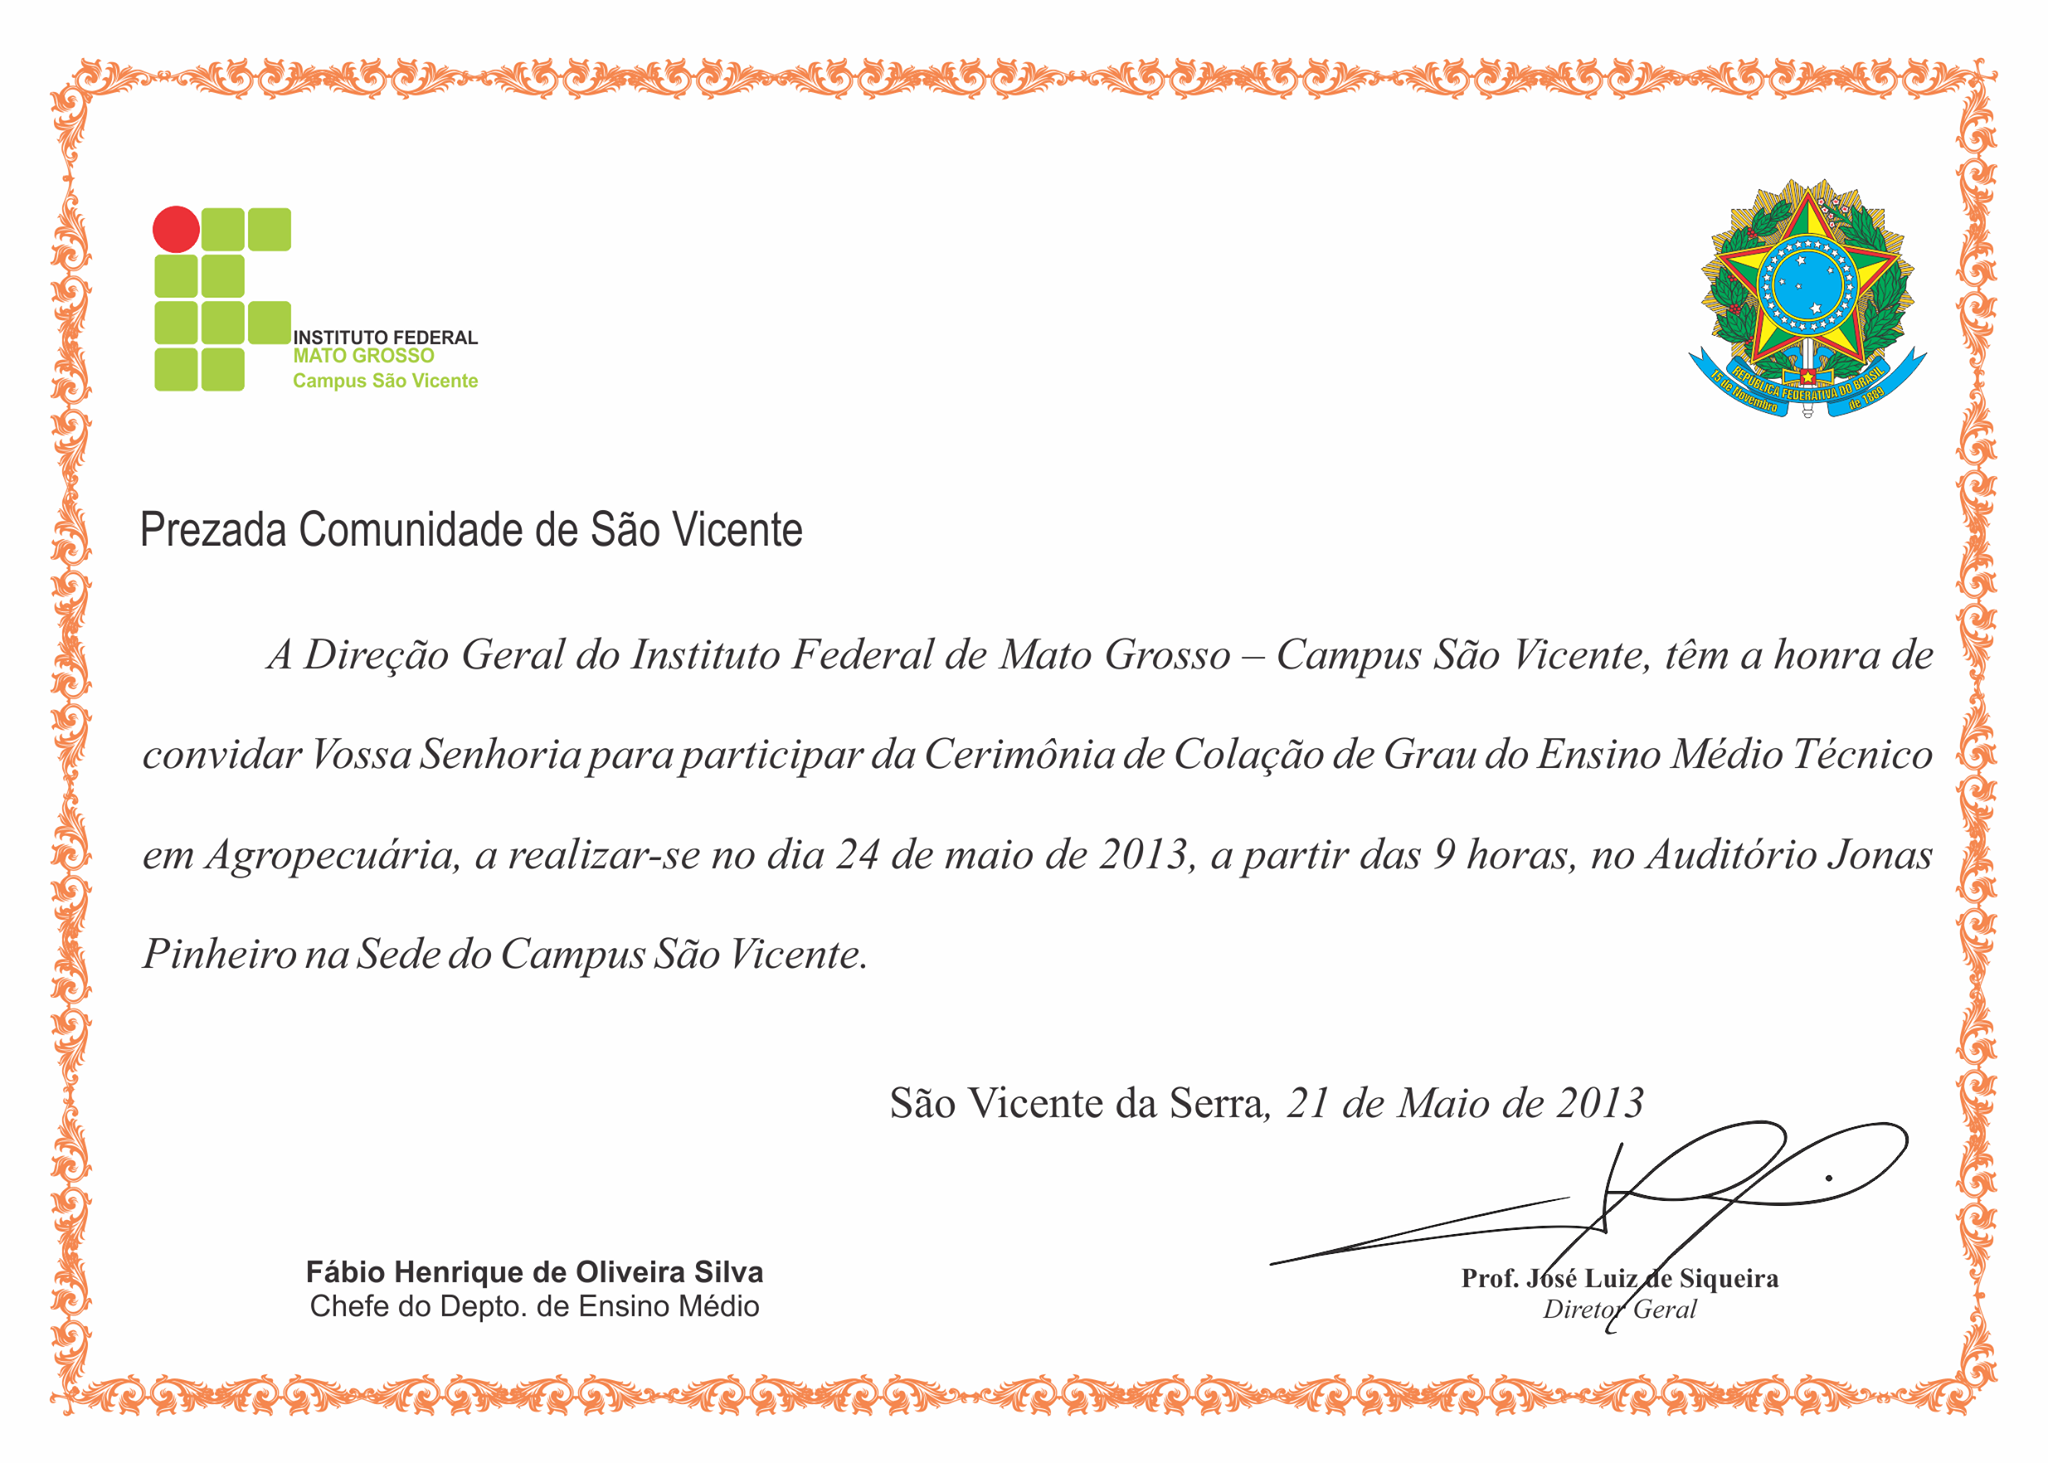 INSTITUTO FEDERAL
MATO GROSSO
Campus São Vicente
REPÚBLICA FEDERATIVA DO BRASIL
15 de Novembro de 1889
Prezada Comunidade de São Vicente
A Direção Geral do Instituto Federal de Mato Grosso – Campus São Vicente, têm a honra de
convidar Vossa Senhoria para participar da Cerimônia de Colação de Grau do Ensino Médio Técnico
em Agropecuária, a realizar-se no dia 24 de maio de 2013, a partir das 9 horas, no Auditório Jonas
Pinheiro na Sede do Campus São Vicente.
São Vicente da Serra, 21 de Maio de 2013
Fábio Henrique de Oliveira Silva
Chefe do Depto. de Ensino Médio
Prof. José Luiz de Siqueira
Diretor Geral